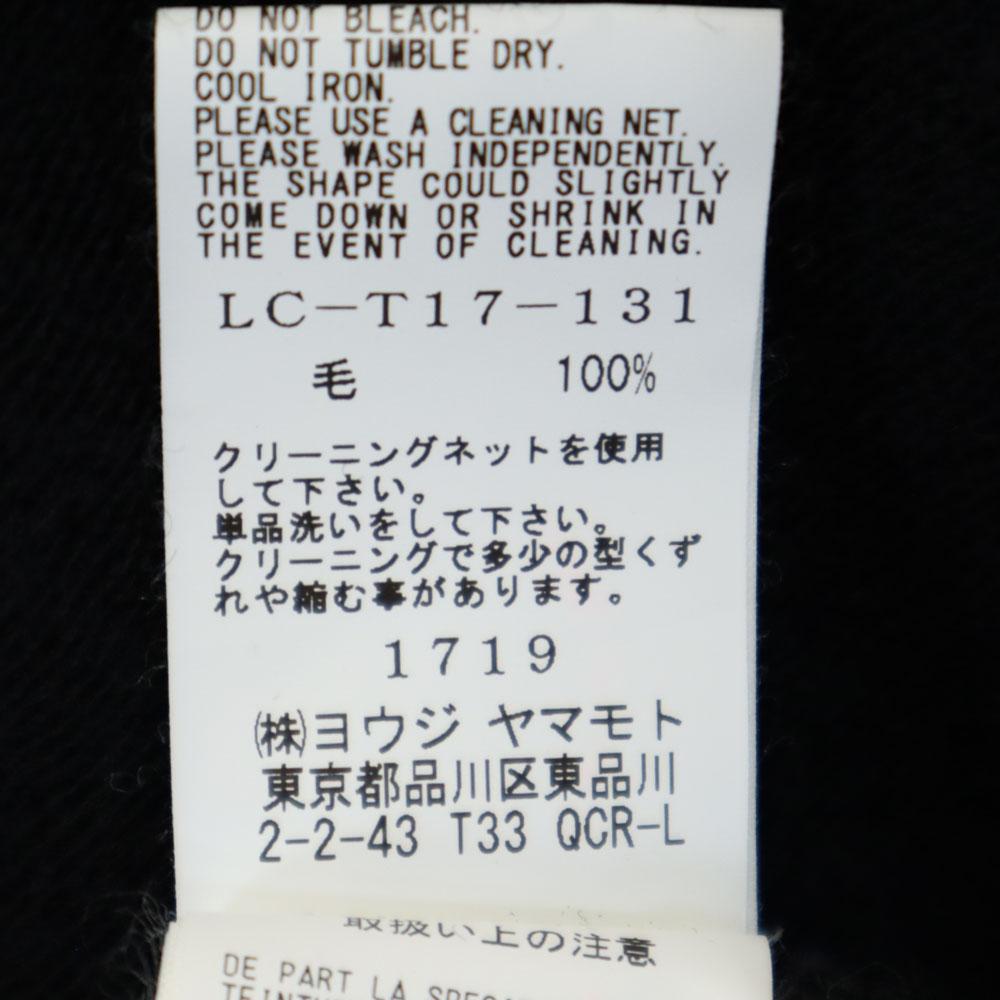 DO NOT BLEACH.
DO NOT TUMBLE DRY.
COOL IRON.
PLEASE USE A CLEANING NET.
PLEASE WASH INDEPENDENTLY.
THE SHAPE COULD SLIGHTLY
COME DOWN OR SHRINK IN
THE EVENT OF CLEANING.
LC-T17-131
毛 100%
クリーニングネットを使用
して下さい。
単品洗いをして下さい。
クリーニングで多少の型くず
れや縮む事があります。
1719
㈱ヨウジ ヤマモト
東京都品川区東品川
2-2-43 T33 QCR-L
取扱い上の注意
DE PART LA